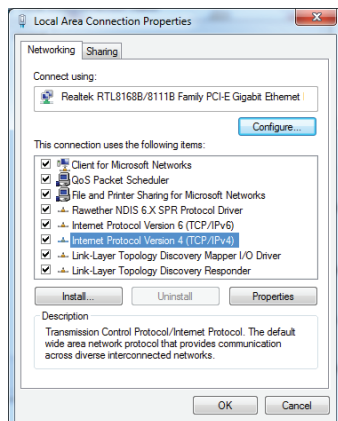 Local Area Connection Properties
Networking Sharing
Connect using:
Realtek RTL8168B/8111B Family PCI-E Gigabit Ethernet
Configure...
This connection uses the following items:
Client for Microsoft Networks
QoS Packet Scheduler
File and Printer Sharing for Microsoft Networks
Rawether NDIS 6.X SPR Protocol Driver
Internet Protocol Version 6 (TCP/IPv6)
Internet Protocol Version 4 (TCP/IPv4)
Link-Layer Topology Discovery Mapper I/O Driver
Link-Layer Topology Discovery Responder
Install... Uninstall Properties
Description
Transmission Control Protocol/Internet Protocol. The default
wide area network protocol that provides communication
across diverse interconnected networks.
OK Cancel